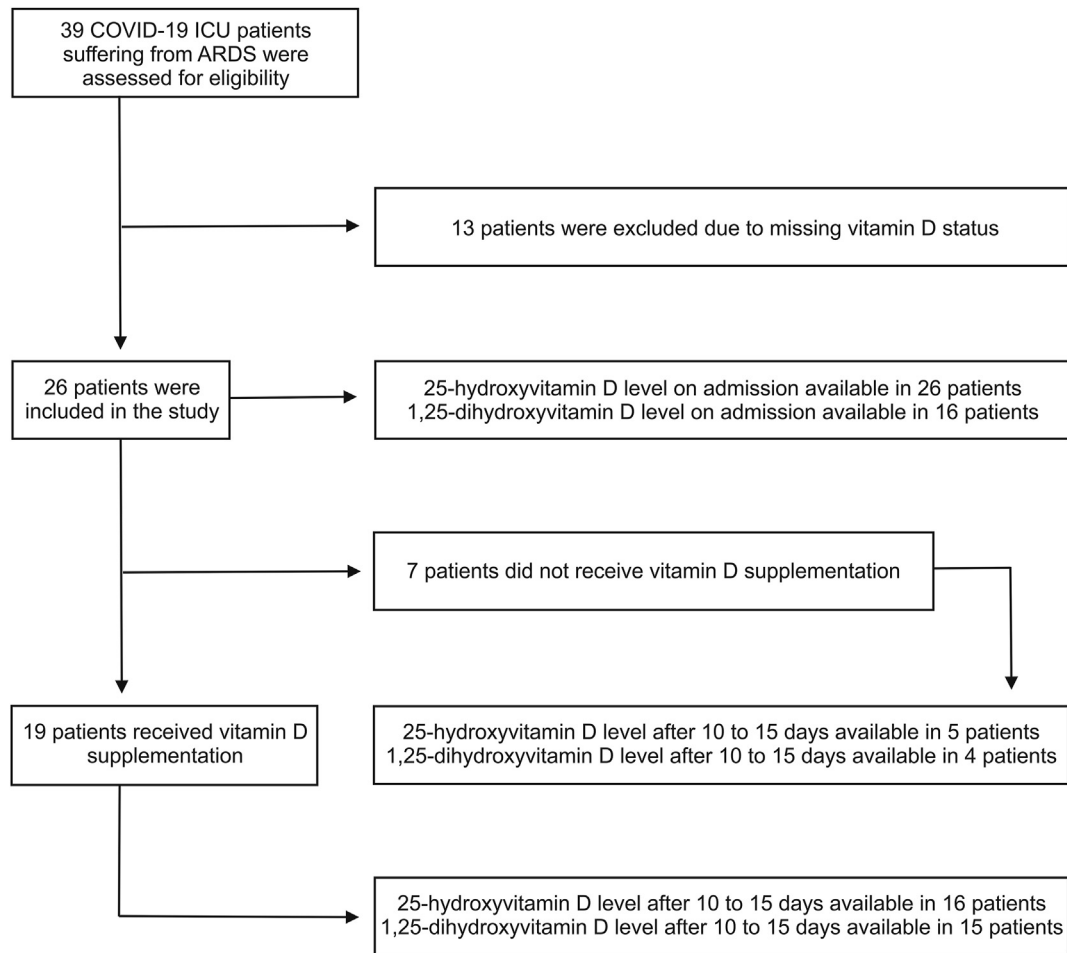 39 COVID-19 ICU patients
suffering from ARDS were
assessed for eligibility
13 patients were excluded due to missing vitamin D status
26 patients were
included in the study
25-hydroxyvitamin D level on admission available in 26 patients
1,25-dihydroxyvitamin D level on admission available in 16 patients
7 patients did not receive vitamin D supplementation
19 patients received vitamin D
supplementation
25-hydroxyvitamin D level after 10 to 15 days available in 5 patients
1,25-dihydroxyvitamin D level after 10 to 15 days available in 4 patients
25-hydroxyvitamin D level after 10 to 15 days available in 16 patients
1,25-dihydroxyvitamin D level after 10 to 15 days available in 15 patients